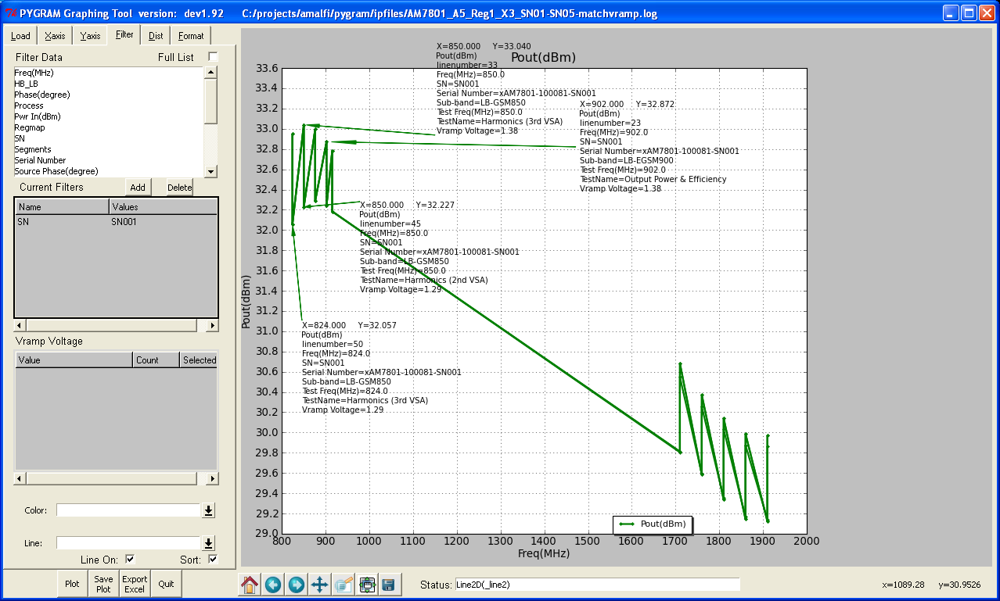 PYGRAM Graphing Tool version: dev1.92 C:/projects/amalfi/pygram/ipfiles/AM7801_A5_Reg1_X3_SN01-SN05-matchvramp.log
Load Xaxis Yaxis Filter Dist Format
Filter Data Full List
Freq(MHz)
HB_LB
Phase(degree)
Process
Pwr In(dBm)
Regmap
SN
Segments
Serial Number
Source Phase(degree)
Current Filters Add Delete
Name Values
SN SN001
Vramp Voltage
Value Count Selected
Color:
Line:
Line On: Sort:
Plot
Save Plot
Export Excel
Quit
Pout(dBm)
X=850.000 Y=33.040
Pout(dBm)
linenumber=33
Freq(MHz)=850.0
SN=SN001
Serial Number=xAM7801-100081-SN001
Sub-band=LB-GSM850
Test Freq(MHz)=850.0
TestName=Harmonics (3rd VSA)
Vramp Voltage=1.38
X=902.000 Y=32.872
Pout(dBm)
linenumber=23
Freq(MHz)=902.0
SN=SN001
Serial Number=xAM7801-100081-SN001
Sub-band=LB-EGSM900
Test Freq(MHz)=902.0
TestName=Output Power & Efficiency
Vramp Voltage=1.38
X=850.000 Y=32.227
Pout(dBm)
linenumber=45
Freq(MHz)=850.0
SN=SN001
Serial Number=xAM7801-100081-SN001
Sub-band=LB-GSM850
Test Freq(MHz)=850.0
TestName=Harmonics (2nd VSA)
Vramp Voltage=1.29
X=824.000 Y=32.057
Pout(dBm)
linenumber=50
Freq(MHz)=824.0
SN=SN001
Serial Number=xAM7801-100081-SN001
Sub-band=LB-GSM850
Test Freq(MHz)=824.0
TestName=Harmonics (3rd VSA)
Vramp Voltage=1.29
33.6
33.4
33.2
33.0
32.8
32.6
32.4
32.2
32.0
31.8
31.6
31.4
31.2
31.0
30.8
30.6
30.4
30.2
30.0
29.8
29.6
29.4
29.2
29.0
Pout(dBm)
800 900 1000 1100 1200 1300 1400 1500 1600 1700 1800 1900 2000
Freq(MHz)
Pout(dBm)
Status: Line2D(_line2)
x=1089.28 y=30.9526